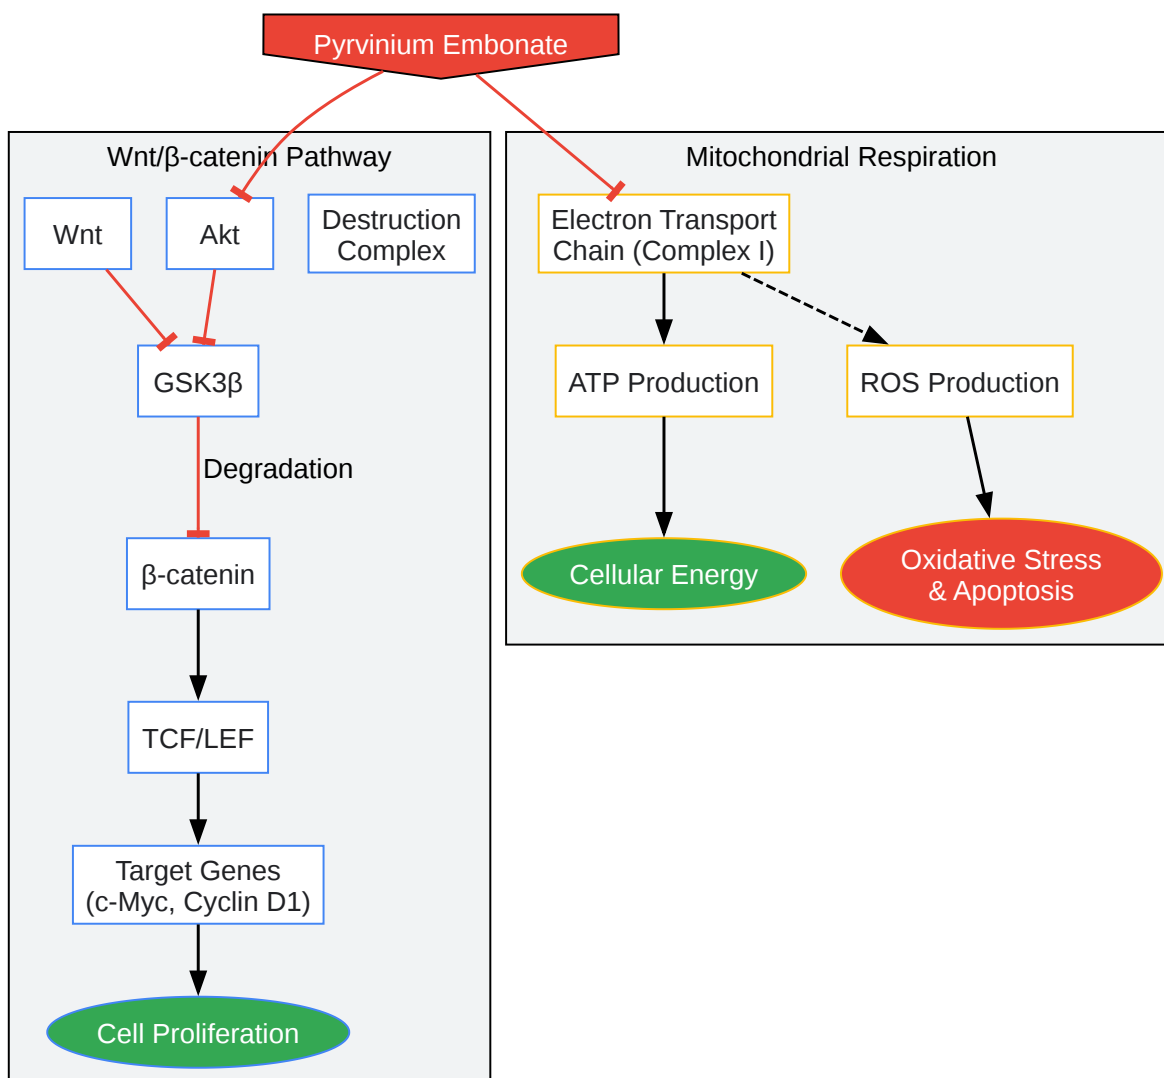 Pyrvinium Embonate
Wnt/β-catenin Pathway
Wnt
Akt
Destruction
Complex
GSK3β
Degradation
β-catenin
TCF/LEF
Target Genes
(c-Myc, Cyclin D1)
Cell Proliferation
Mitochondrial Respiration
Electron Transport
Chain (Complex I)
ATP Production
ROS Production
Cellular Energy
Oxidative Stress
& Apoptosis